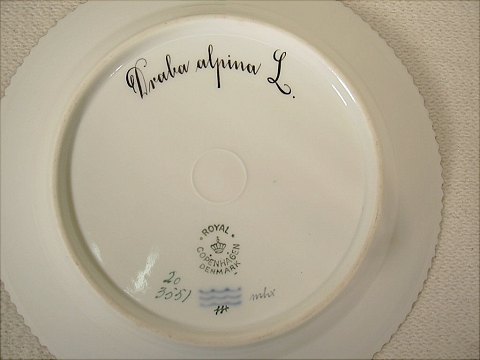 Draba alpina L.
ROYAL
COPENHAGEN
DENMARK
20
3551